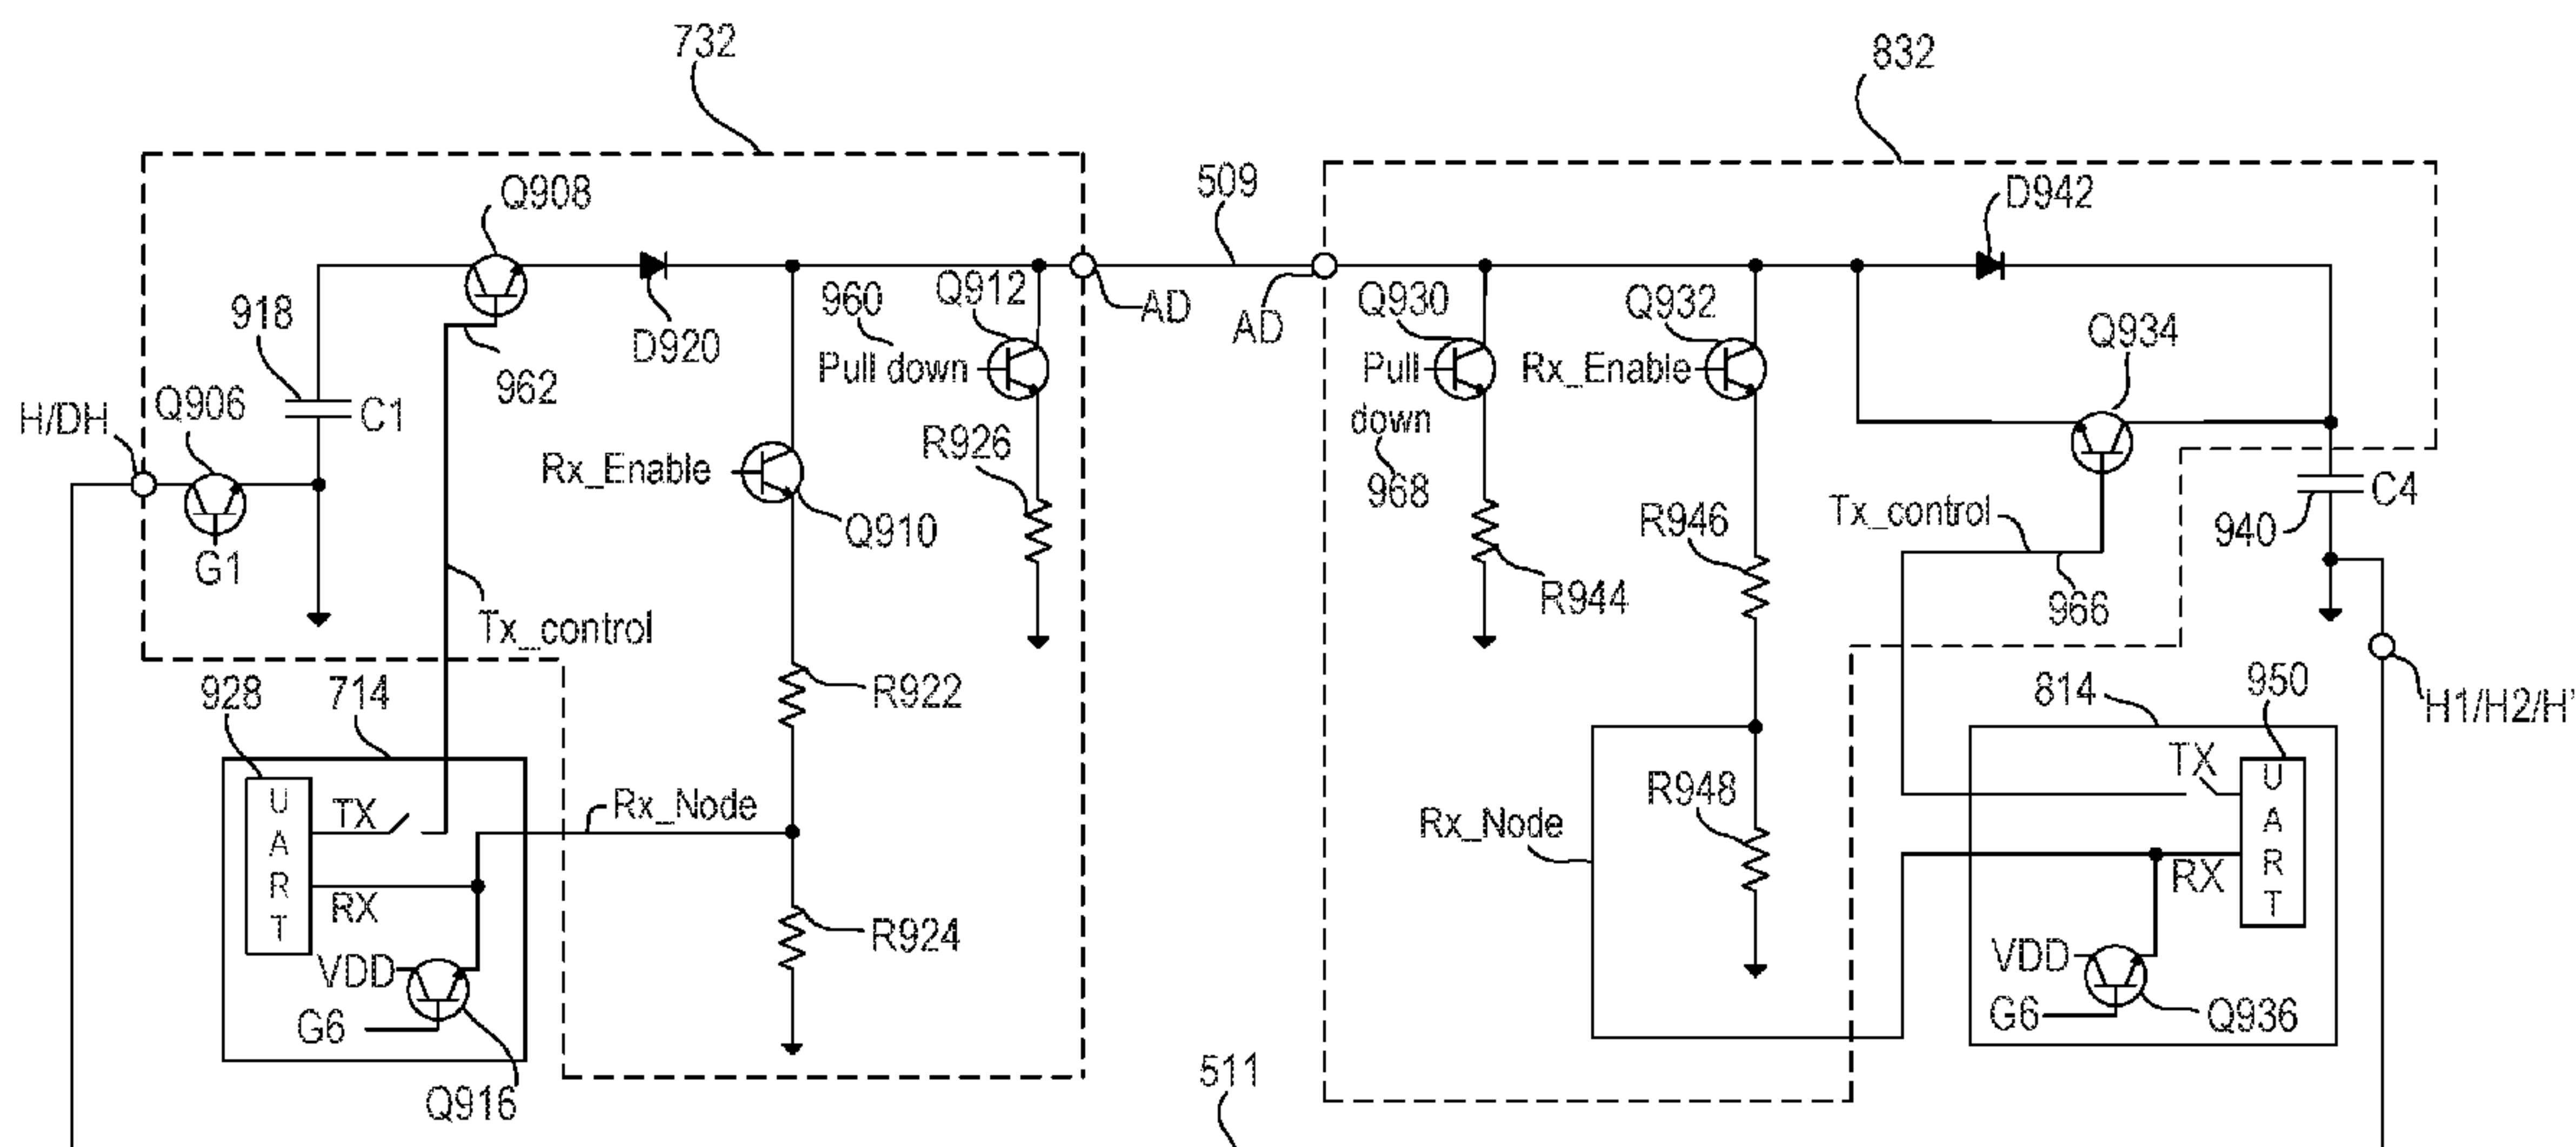 732
832
Q908
509
D942
918
D920
960
Q912
AD
AD
Q930
Q932
Q934
Pull down
Pull
down
968
Rx_Enable
962
H/DH
Q906
C1
G1
R926
Rx_Enable
Q910
R946
R944
Tx_control
966
940
C4
Tx_control
928
714
R922
814
950
H1/H2/H'
U
A
R
T
TX
RX
Rx_Node
R924
VDD
G6
Q916
Rx_Node
R948
TX
RX
U
A
R
T
VDD
G6
Q936
511